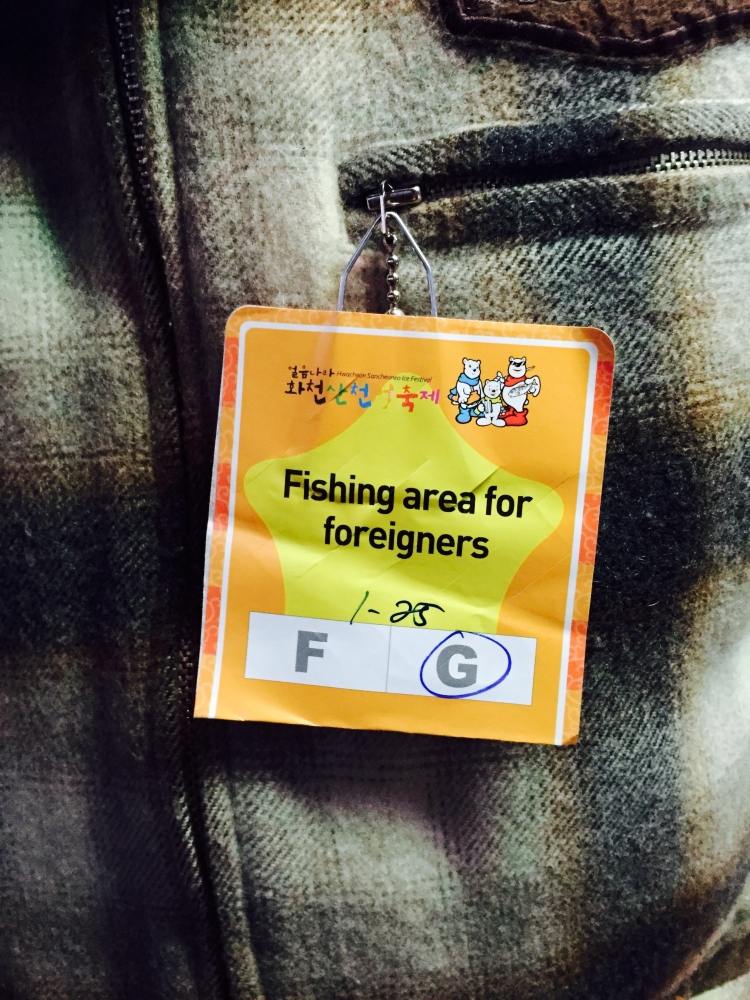 얼음나라 Hwacheon Sancheoneo Ice Festival
화천산천어축제
Fishing area for
foreigners
1-25
F G